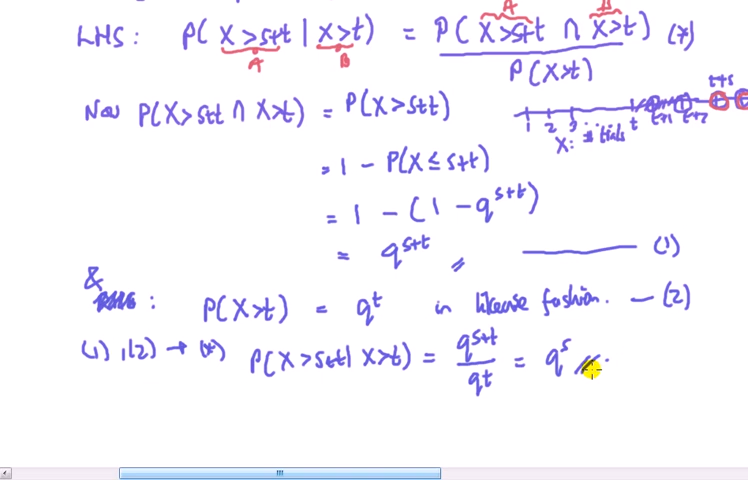 A B
LHS: P( X>s+t | X>t) = P( X>s+t ∩ X>t) (*)
A B P(X>t)
t+s
Now P(X>s+t ∩ X>t) = P(X>s+t)
1 2 3 t t+1 t+2
X: # trials
= 1 - P(X ≤ s+t)
= 1 - (1 - q^{s+t})
= q^{s+t} (1)
& : P(X>t) = q^t in likewise fashion. — (2)
(1),(2) → (*) P(X>s+t| X>t) = q^{s+t} / q^t = q^s